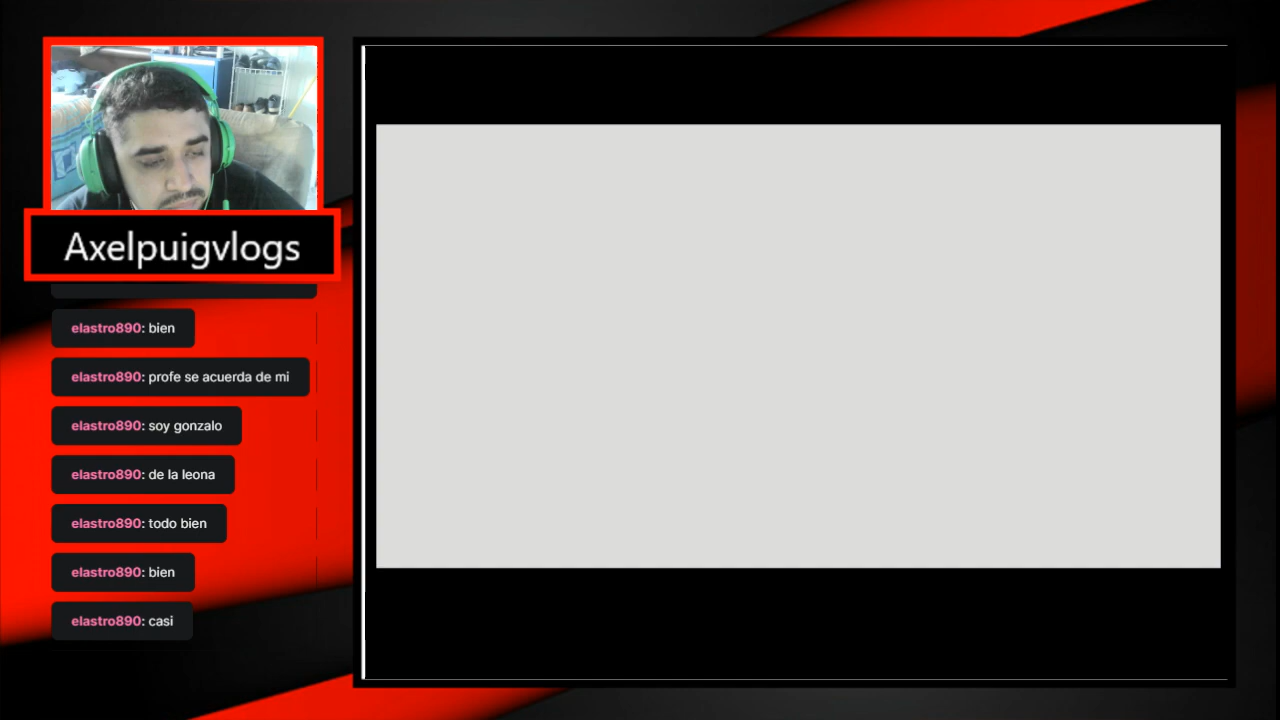 Axelpuigvlogs
elastro890: bien
elastro890: profe se acuerda de mi
elastro890: soy gonzalo
elastro890: de la leona
elastro890: todo bien
elastro890: bien
elastro890: casi